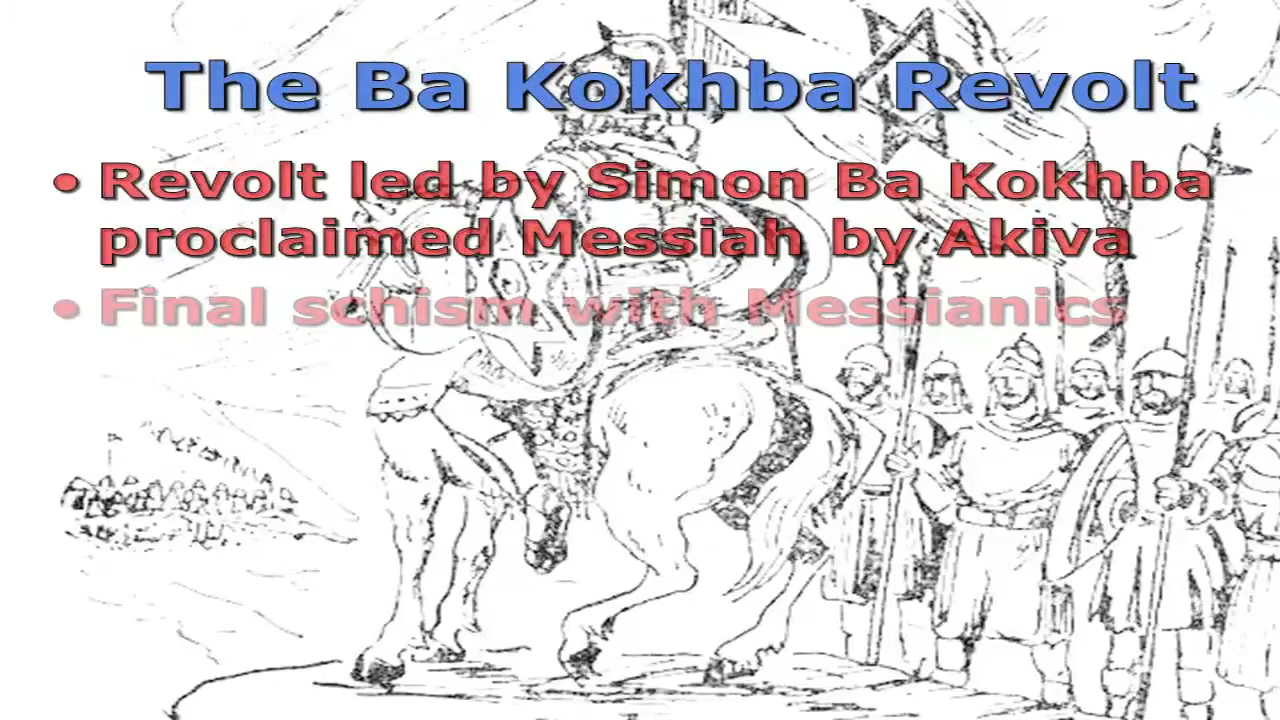 The Ba Kokhba Revolt
• Revolt led by Simon Ba Kokhba
proclaimed Messiah by Akiva
• Final schism with Messianics